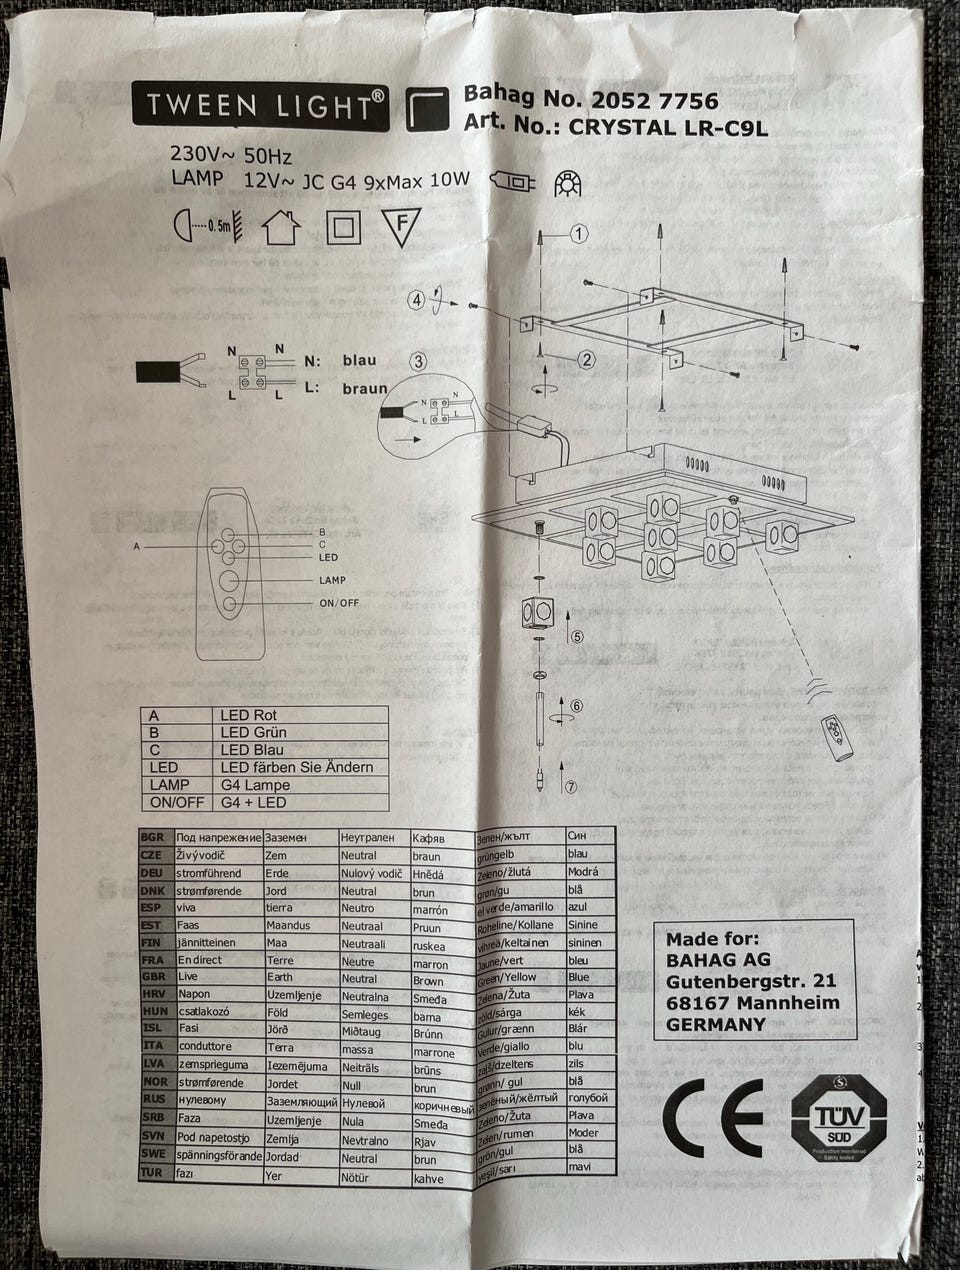 TWEEN LIGHT®
Bahag No. 2052 7756
Art. No.: CRYSTAL LR-C9L
230V~ 50Hz
LAMP 12V~ JC G4 9xMax 10W
0.5m
F
1
4
2
3
N N N: blau
L L L: braun
N N
L L
A
B
C
LED
LAMP
ON/OFF
5
6
7
A LED Rot
B LED Grün
C LED Blau
LED LED färben Sie Ändern
LAMP G4 Lampe
ON/OFF G4 + LED
BGR Под напрежение Заземен Неутрален Кафяв Зелен/жълт Син
CZE Živývodič Zem Neutral braun grüngelb blau
DEU stromführend Erde Nulový vodič Hnědá Zeleno/žlutá Modrá
DNK strømførende Jord Neutral brun grøn/gu blå
ESP viva tierra Neutro marrón el verde/amarillo azul
EST Faas Maandus Neutraal Pruun Roheline/Kollane Sinine
FIN jännitteinen Maa Neutraali ruskea vihreä/keltainen sininen
FRA En direct Terre Neutre marron Jaune/vert bleu
GBR Live Earth Neutral Brown Green/Yellow Blue
HRV Napon Uzemljenje Neutralna Smeđa Zelena/Žuta Plava
HUN csatlakozó Föld Semleges barna zöld/sárga kék
ISL Fasi Jörð Miðtaug Brúnn Gulur/grænn Blár
ITA conduttore Terra massa marrone Verde/giallo blu
LVA zemsprieguma Iezemējuma Neitrāls brūns zaļš/dzeltens zils
NOR strømførende Jordet Null brun grønn/ gul blå
RUS нулевому Заземляющий Нулевой коричневый зелёный/жёлтый голубой
SRB Faza Uzemljenje Nula Smeđa Zeleno/Žuta Plava
SVN Pod napetostjo Zemlja Nevtralno Rjav Zelen/rumen Moder
SWE spänningsförande Jordad Neutral brun grön/gul blå
TUR fazı Yer Nötür kahve yeşil/sarı mavi
Made for:
BAHAG AG
Gutenbergstr. 21
68167 Mannheim
GERMANY
CE
S
TÜV
SÜD
Production monitored
Safety tested